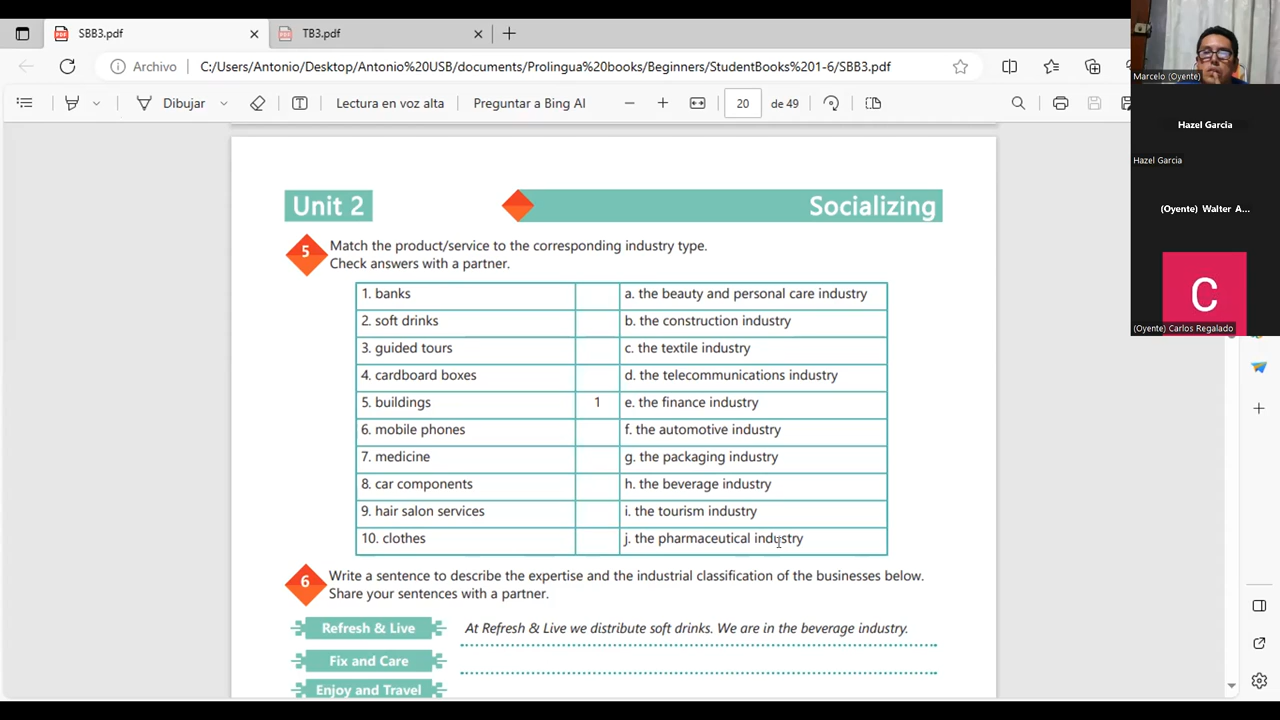 SBB3.pdf
TB3.pdf
Archivo
C:/Users/Antonio/Desktop/Antonio%20USB/documentos/Prolingua%20books/Beginners/StudentBooks%201-6/SBB3.pdf
Dibujar
Lectura en voz alta
Preguntar a Bing AI
20
de 49
Marcelo (Oyente)
Hazel Garcia
Hazel Garcia
(Oyente) Walter A...
C
(Oyente) Carlos Regalado
Unit 2
Socializing
5
Match the product/service to the corresponding industry type.
Check answers with a partner.
1. banks a. the beauty and personal care industry
2. soft drinks b. the construction industry
3. guided tours c. the textile industry
4. cardboard boxes d. the telecommunications industry
5. buildings 1 e. the finance industry
6. mobile phones f. the automotive industry
7. medicine g. the packaging industry
8. car components h. the beverage industry
9. hair salon services i. the tourism industry
10. clothes j. the pharmaceutical industry
6
Write a sentence to describe the expertise and the industrial classification of the businesses below.
Share your sentences with a partner.
Refresh & Live At Refresh & Live we distribute soft drinks. We are in the beverage industry.
Fix and Care
Enjoy and Travel